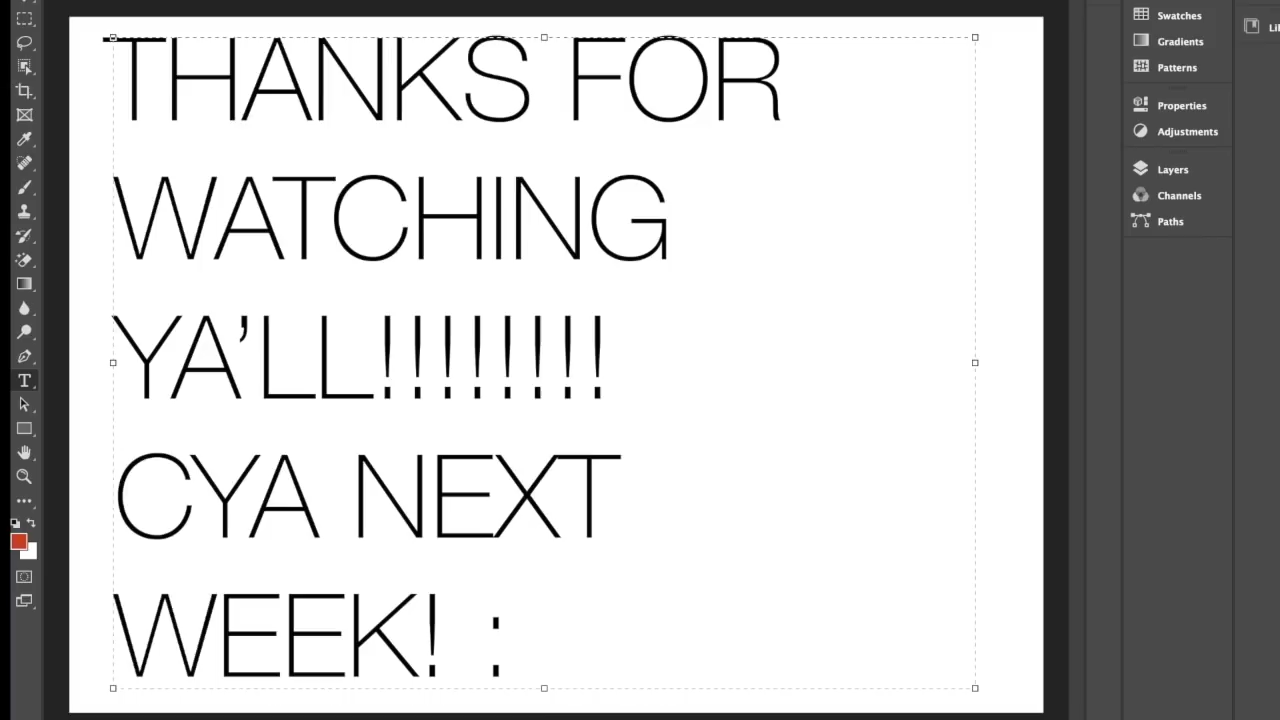 THANKS FOR
WATCHING
YA’LL!!!!!!!!
CYA NEXT
WEEK!  :
Swatches
Gradients
Patterns
Properties
Adjustments
Layers
Channels
Paths
T